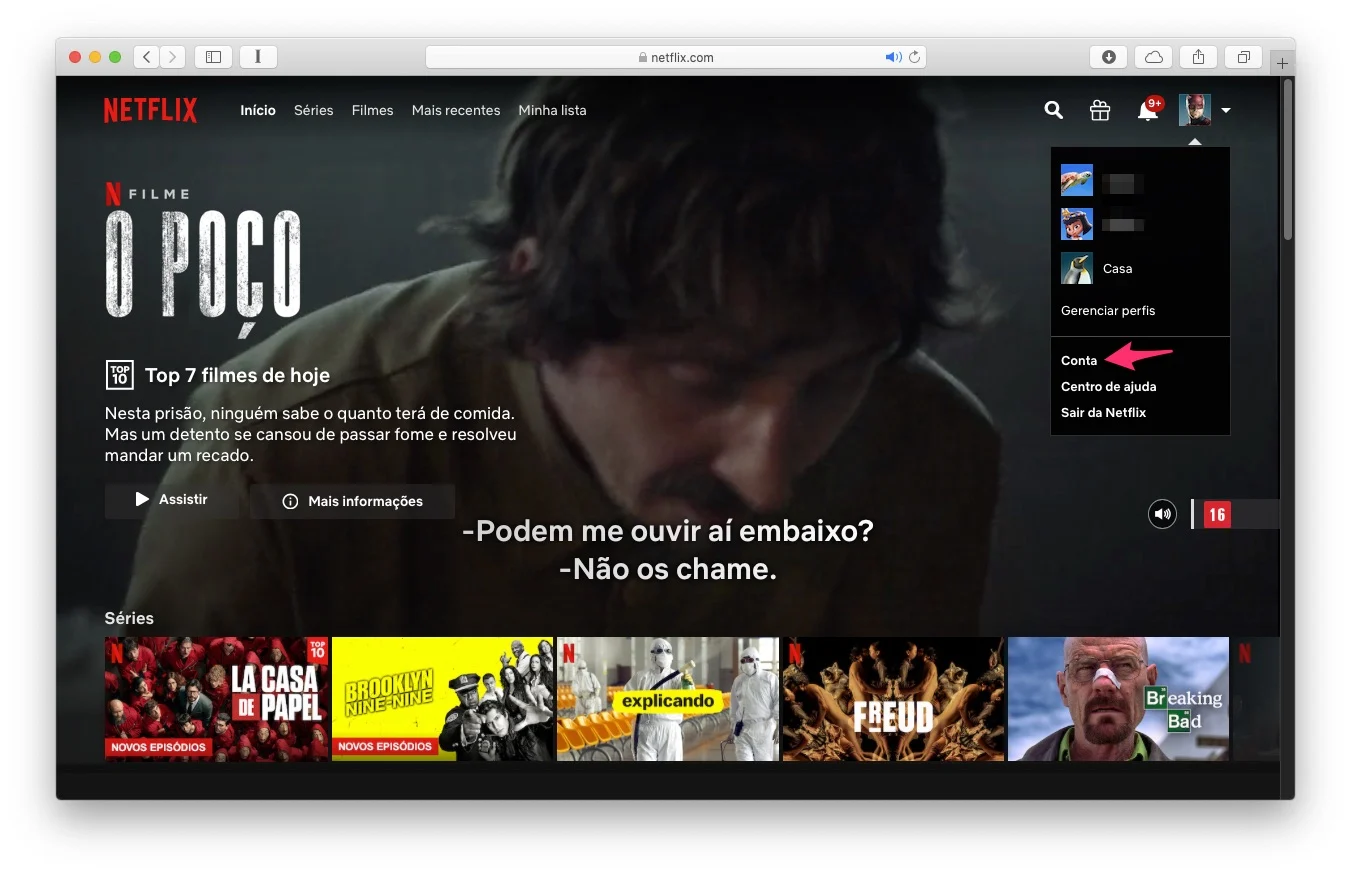 netflix.com
NETFLIX
Início Séries Filmes Mais recentes Minha lista
9+
N FILME
O POÇO
TOP 10
Top 7 filmes de hoje
Nesta prisão, ninguém sabe o quanto terá de comida.
Mas um detento se cansou de passar fome e resolveu
mandar um recado.
Assistir
Mais informações
Casa
Gerenciar perfis
Conta
Centro de ajuda
Sair da Netflix
16
-Podem me ouvir aí embaixo?
-Não os chame.
Séries
N
TOP 10
LA CASA
DE PAPEL
NOVOS EPISÓDIOS
BROOKLYN
NINE-NINE
NOVOS EPISÓDIOS
N
explicando
N
FREUD
Breaking
Bad
N